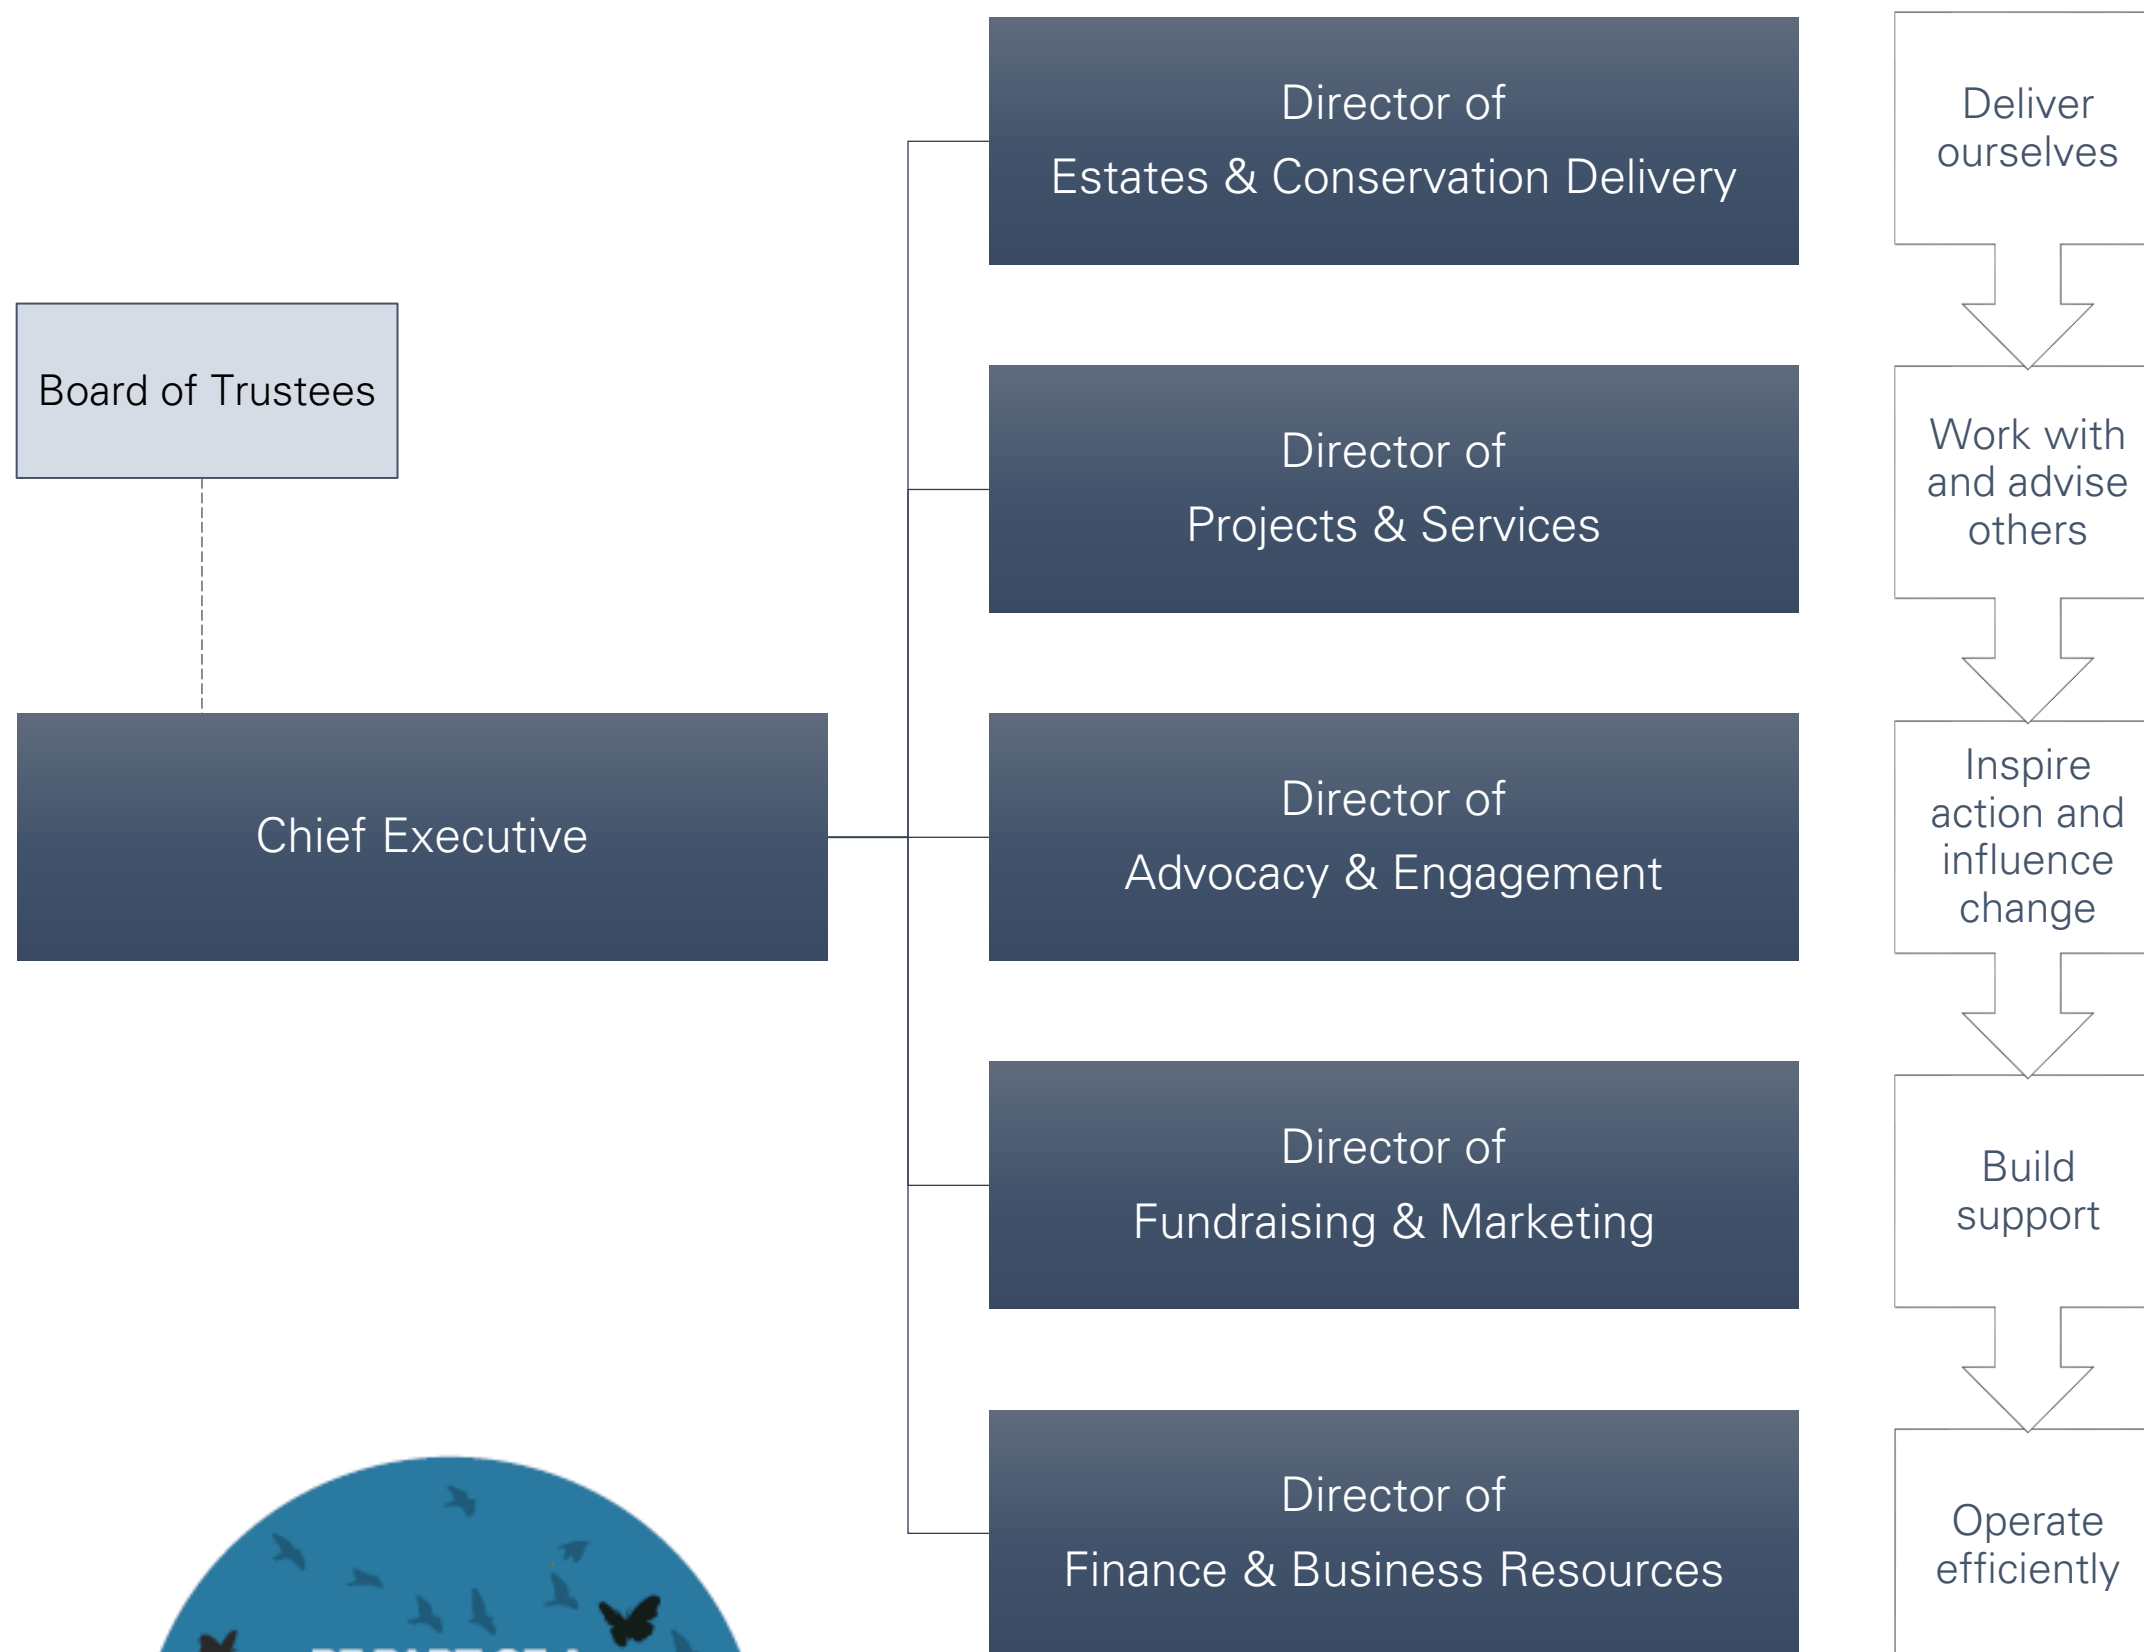 Director of
Estates & Conservation Delivery
Deliver
ourselves
Board of Trustees
Director of
Projects & Services
Work with
and advise
others
Chief Executive
Director of
Advocacy & Engagement
Inspire
action and
influence
change
Director of
Fundraising & Marketing
Build
support
Director of
Finance & Business Resources
Operate
efficiently